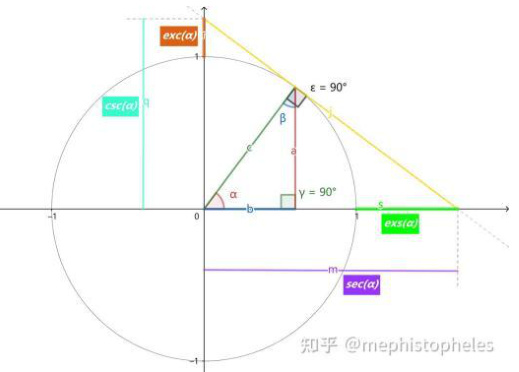 exc(α)
1
ε = 90°
csc(α)
q
β
j
c
a
α
γ = 90°
b
s
−1
0
1
exs(α)
m
sec(α)
知乎 @mephistopheles
−1